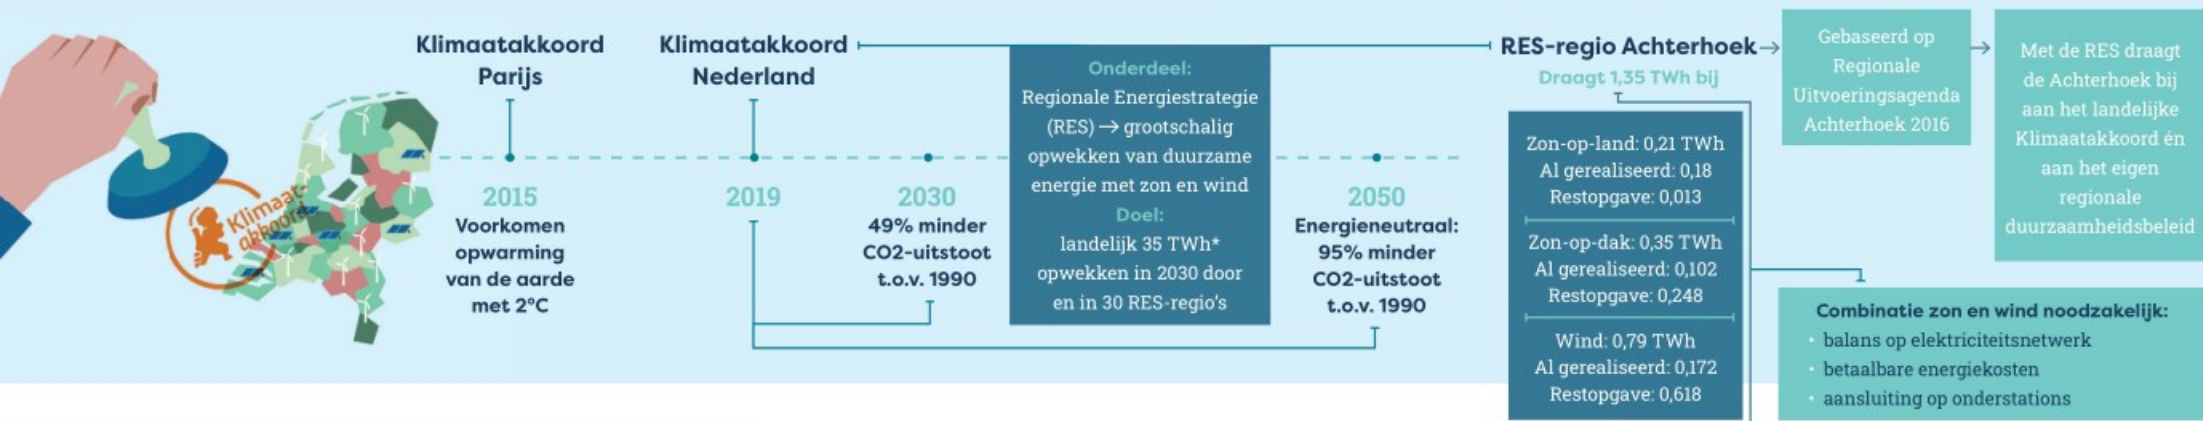 Klimaat-
akkoord
Klimaatakkoord
Parijs
2015
Voorkomen
opwarming
van de aarde
met 2°C
Klimaatakkoord
Nederland
2019
2030
49% minder
CO2-uitstoot
t.o.v. 1990
Onderdeel:
Regionale Energiestrategie
(RES) → grootschalig
opwekken van duurzame
energie met zon en wind
Doel:
landelijk 35 TWh*
opwekken in 2030 door
en in 30 RES-regio's
2050
Energieneutraal:
95% minder
CO2-uitstoot
t.o.v. 1990
RES-regio Achterhoek→
Draagt 1,35 TWh bij
Zon-op-land: 0,21 TWh
Al gerealiseerd: 0,18
Restopgave: 0,013
Zon-op-dak: 0,35 TWh
Al gerealiseerd: 0,102
Restopgave: 0,248
Wind: 0,79 TWh
Al gerealiseerd: 0,172
Restopgave: 0,618
Gebaseerd op
Regionale
Uitvoeringsagenda
Achterhoek 2016
→
Met de RES draagt
de Achterhoek bij
aan het landelijke
Klimaatakkoord én
aan het eigen
regionale
duurzaamheidsbeleid
Combinatie zon en wind noodzakelijk:
• balans op elektriciteitsnetwerk
• betaalbare energiekosten
• aansluiting op onderstations